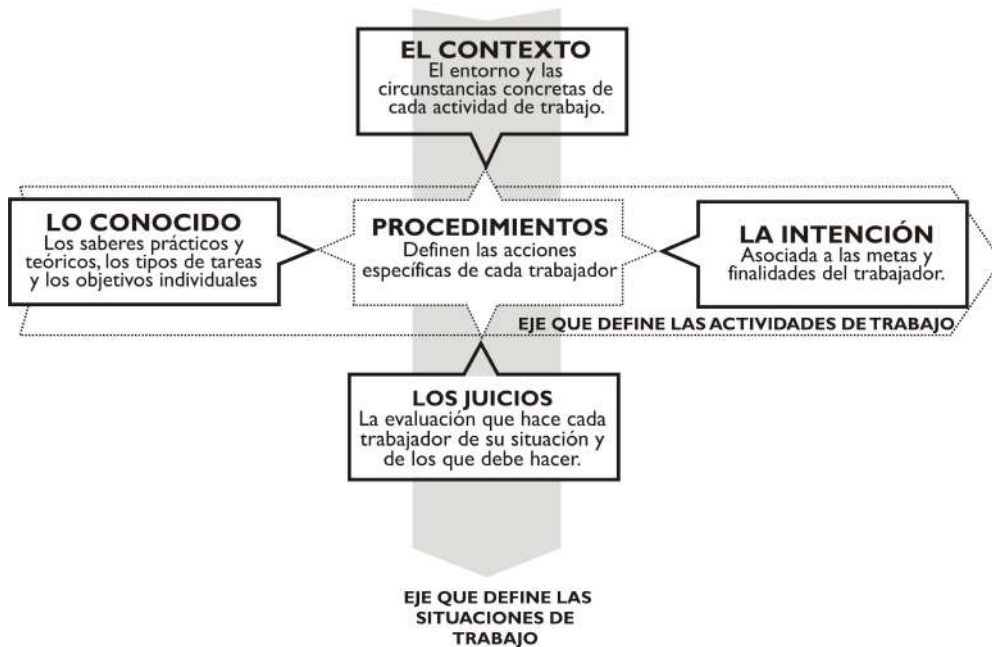 EL CONTEXTO
El entorno y las
circunstancias concretas de
cada actividad de trabajo.
LO CONOCIDO
Los saberes prácticos y
teóricos, los tipos de tareas
y los objetivos individuales
PROCEDIMIENTOS
Definen las acciones
específicas de cada trabajador
LA INTENCIÓN
Asociada a las metas y
finalidades del trabajador.
EJE QUE DEFINE LAS ACTIVIDADES DE TRABAJO
LOS JUICIOS
La evaluación que hace cada
trabajador de su situación y
de los que debe hacer.
EJE QUE DEFINE LAS
SITUACIONES DE
TRABAJO